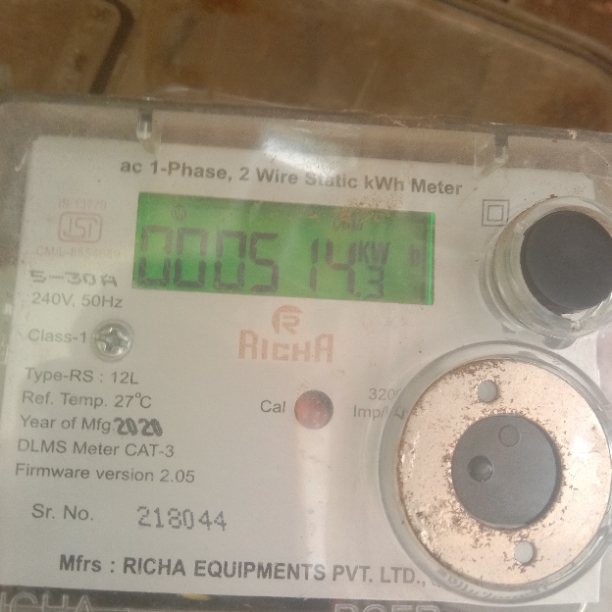 ac 1-Phase, 2 Wire Static kWh Meter
000514.3
KW
5-30A
240V, 50Hz
Class-1
RICHA
Type-RS : 12L
Ref. Temp. 27°C
Cal
Year of Mfg. 2020
DLMS Meter CAT-3
Firmware version 2.05
Sr. No. 218044
Mfrs : RICHA EQUIPMENTS PVT. LTD.,